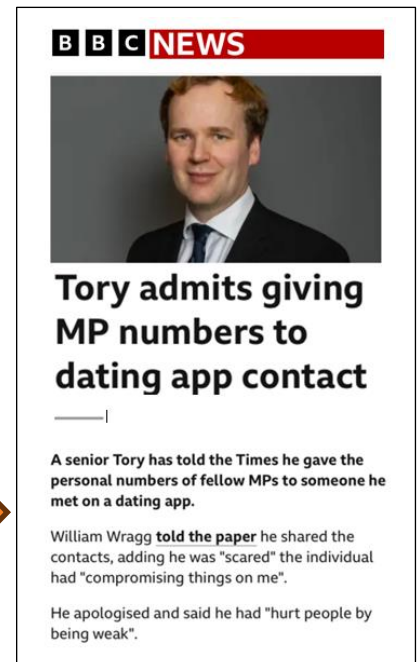 BBC NEWS
Tory admits giving
MP numbers to
dating app contact
A senior Tory has told the Times he gave the
personal numbers of fellow MPs to someone he
met on a dating app.
William Wragg told the paper he shared the
contacts, adding he was "scared" the individual
had "compromising things on me".
He apologised and said he had "hurt people by
being weak".